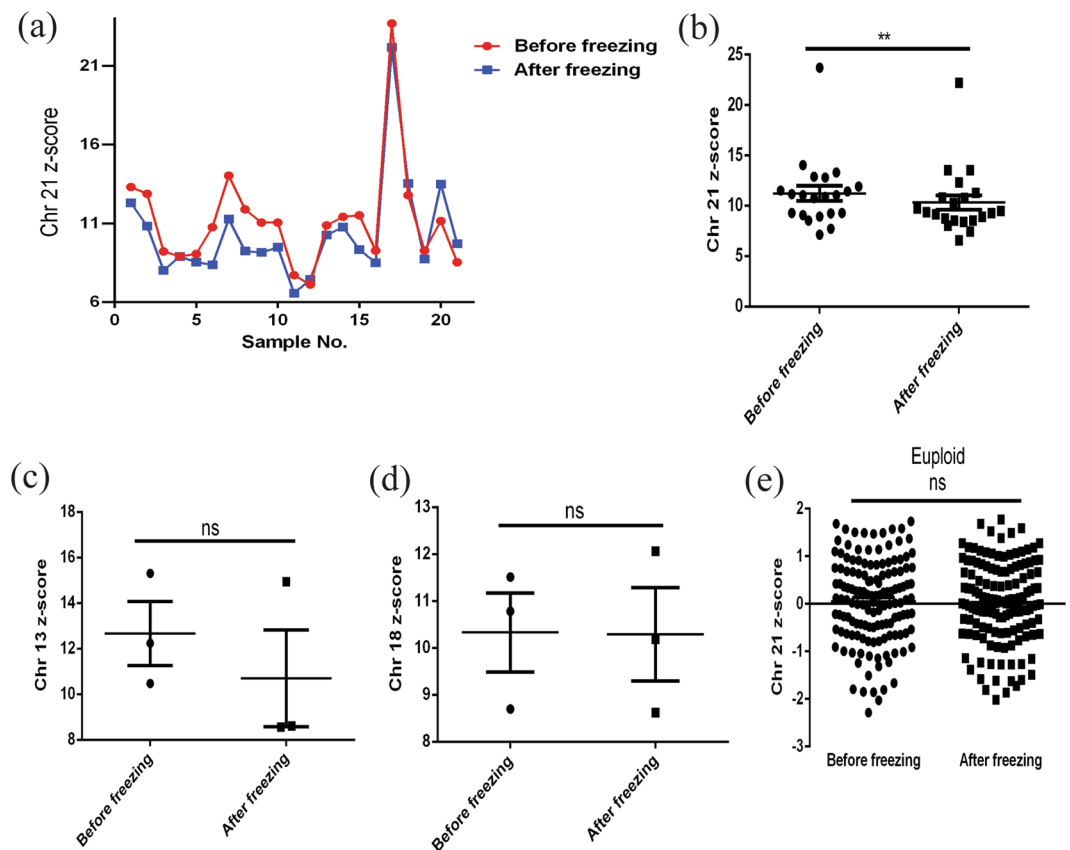 (a)
Before freezing
After freezing
Chr 21 z-score
21
16
11
6
0 5 10 15 20
Sample No.
(b)
**
Chr 21 z-score
25
20
15
10
5
0
Before freezing
After freezing
(c)
ns
Chr 13 z-score
18
16
14
12
10
8
Before freezing
After freezing
(d)
ns
Chr 18 z-score
13
12
11
10
9
8
Before freezing
After freezing
(e)
Euploid
ns
Chr 21 z-score
2
1
0
-1
-2
-3
Before freezing After freezing